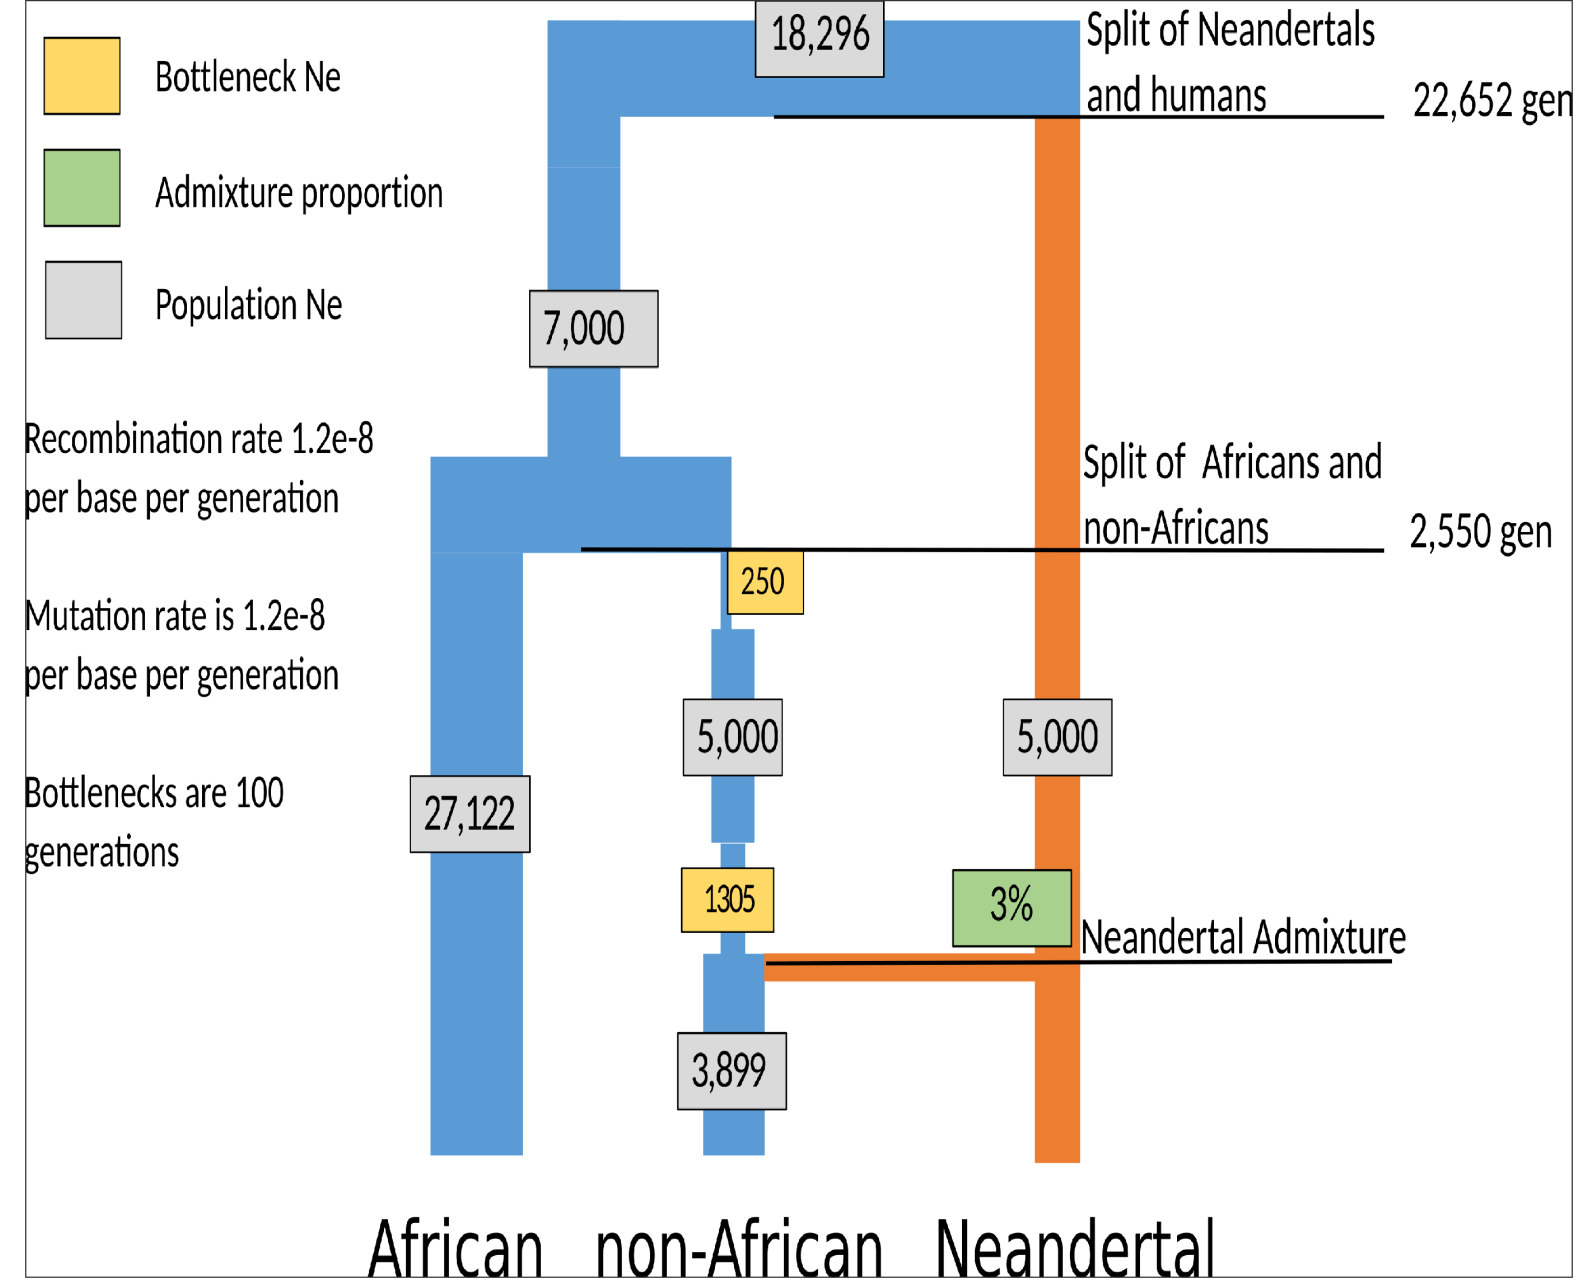 18,296
Split of Neandertals
and humans
22,652 gen
Bottleneck Ne
Admixture proportion
Population Ne
7,000
Recombination rate 1.2e-8
per base per generation
Split of  Africans and
non-Africans
2,550 gen
250
Mutation rate is 1.2e-8
per base per generation
5,000
5,000
Bottlenecks are 100
generations
27,122
1305
3%
Neandertal Admixture
3,899
African
non-African
Neandertal